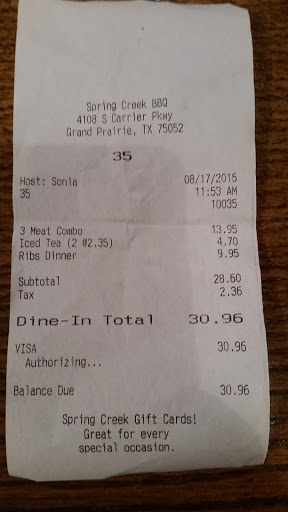 Spring Creek BBQ
4108 S Carrier Pkwy
Grand Prairie, TX 75052
35
Host: Sonia 08/17/2015
35 11:53 AM
10035
3 Meat Combo 13.95
Iced Tea (2 @2.35) 4.70
Ribs Dinner 9.95
Subtotal 28.60
Tax 2.36
Dine-In Total 30.96
VISA 30.96
Authorizing...
Balance Due 30.96
Spring Creek Gift Cards!
Great for every
special occasion.